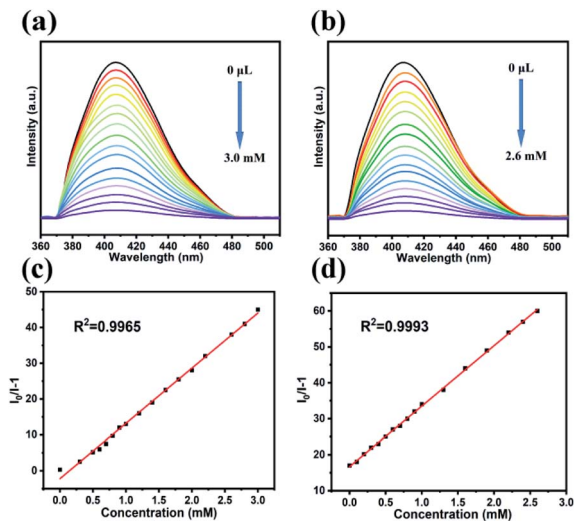 (a)
Intensity (a.u.)
0 μL
3.0 mM
360 380 400 420 440 460 480 500
Wavelength (nm)
(b)
Intensity (a.u.)
0 μL
2.6 mM
360 380 400 420 440 460 480 500
Wavelength (nm)
(c)
R²=0.9965
I₀/I-1
50
40
30
20
10
0
0.0 0.5 1.0 1.5 2.0 2.5 3.0
Concentration (mM)
(d)
R²=0.9993
I₀/I-1
60
50
40
30
20
10
0.0 0.5 1.0 1.5 2.0 2.5 3.0
Concentration (mM)